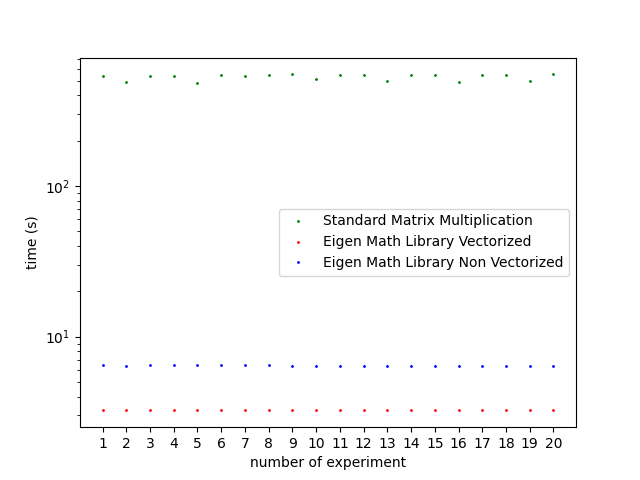 10²
10¹
time (s)
Standard Matrix Multiplication
Eigen Math Library Vectorized
Eigen Math Library Non Vectorized
1 2 3 4 5 6 7 8 9 10 11 12 13 14 15 16 17 18 19 20
number of experiment